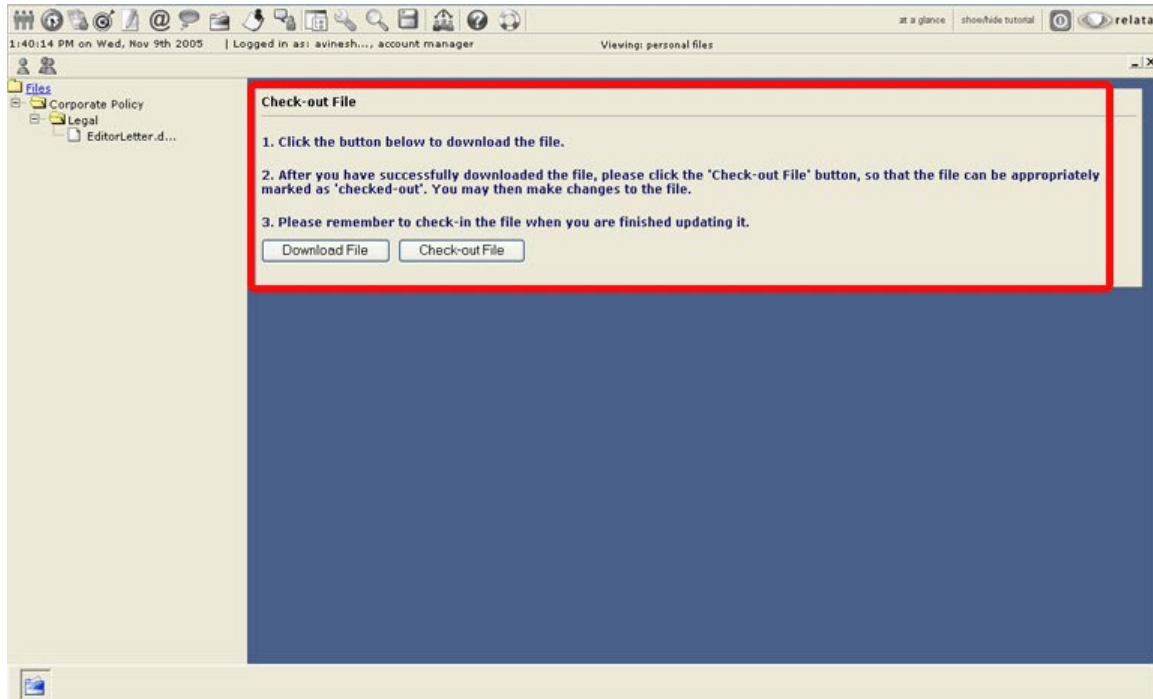 at a glance show/hide tutorial relata
1:40:14 PM on Wed, Nov 9th 2005 | Logged in as: avinesh..., account manager Viewing: personal files
Files
Corporate Policy
Legal
EditorLetter.d...
Check-out File
1. Click the button below to download the file.
2. After you have successfully downloaded the file, please click the 'Check-out File' button, so that the file can be appropriately
marked as 'checked-out'. You may then make changes to the file.
3. Please remember to check-in the file when you are finished updating it.
Download File Check-out File